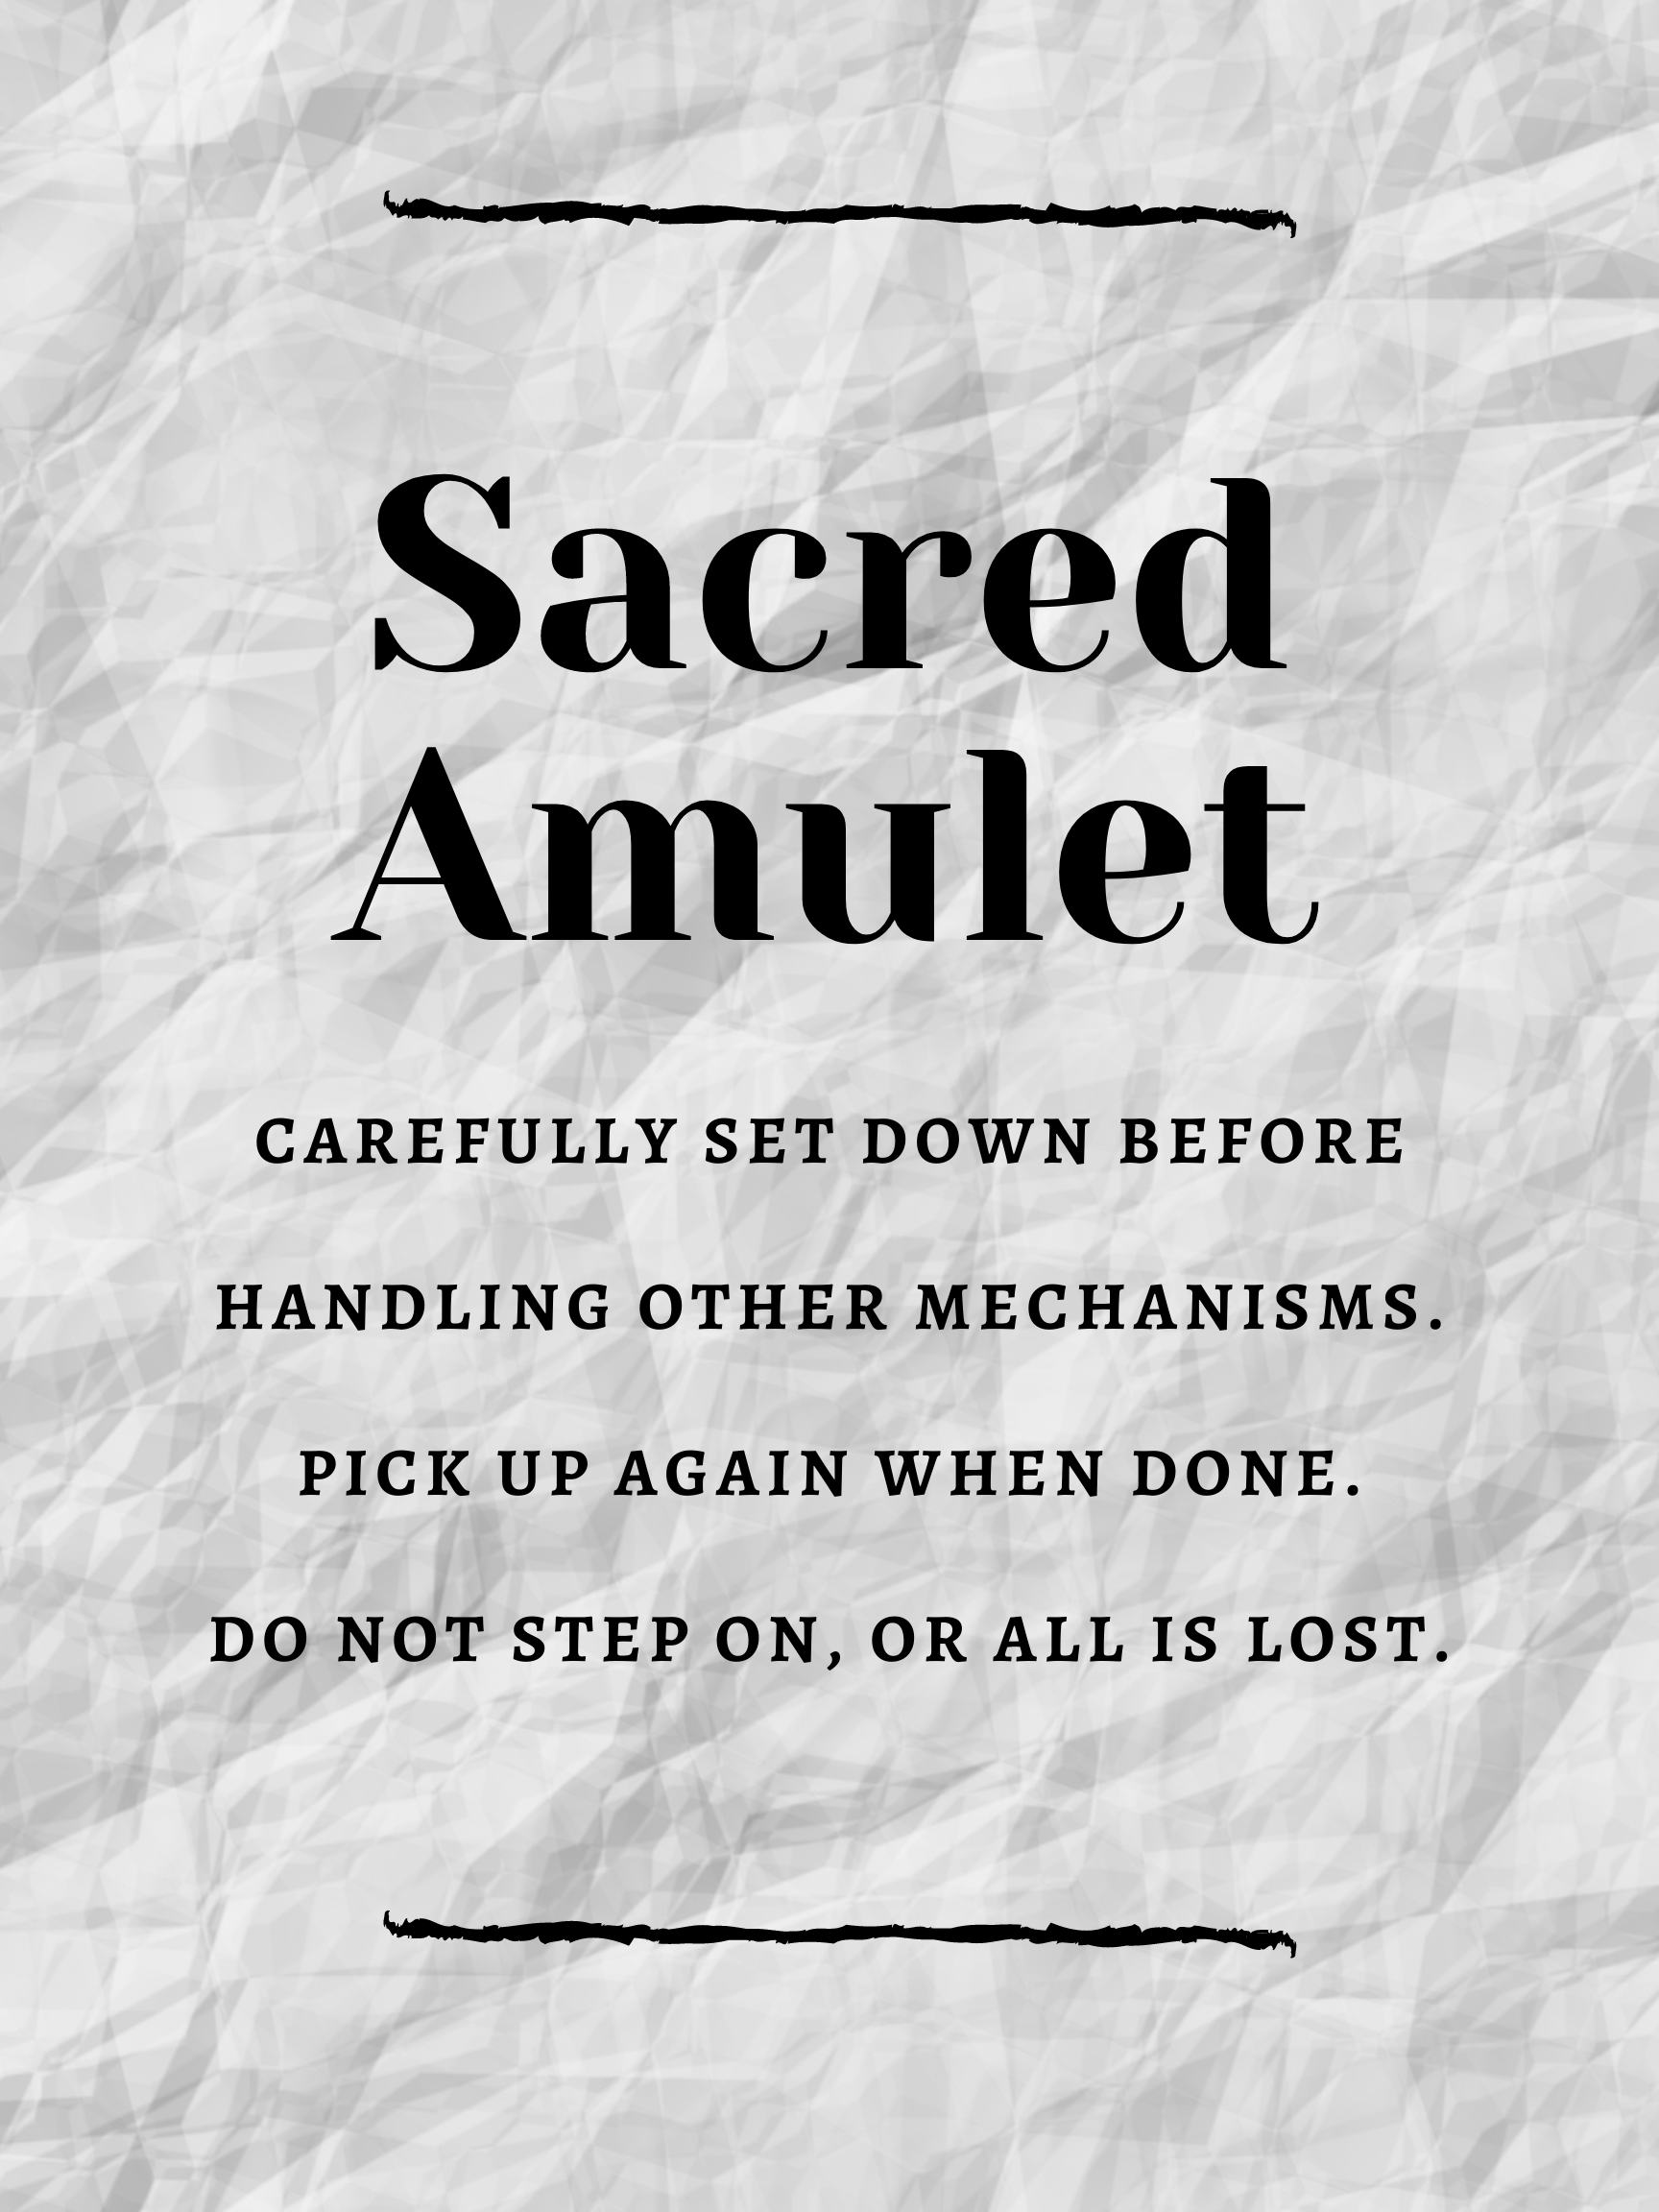 Sacred
Amulet
CAREFULLY SET DOWN BEFORE
HANDLING OTHER MECHANISMS.
PICK UP AGAIN WHEN DONE.
DO NOT STEP ON, OR ALL IS LOST.